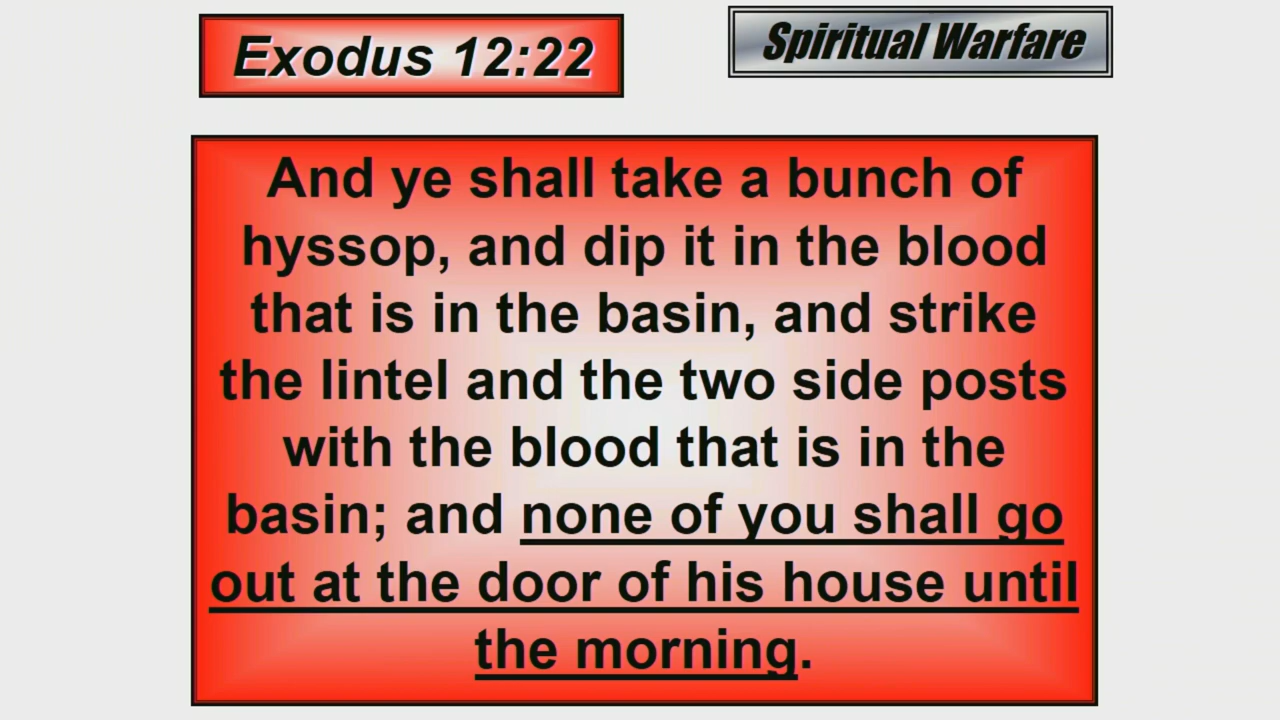 Exodus 12:22
Spiritual Warfare
And ye shall take a bunch of
hyssop, and dip it in the blood
that is in the basin, and strike
the lintel and the two side posts
with the blood that is in the
basin; and none of you shall go
out at the door of his house until
the morning.